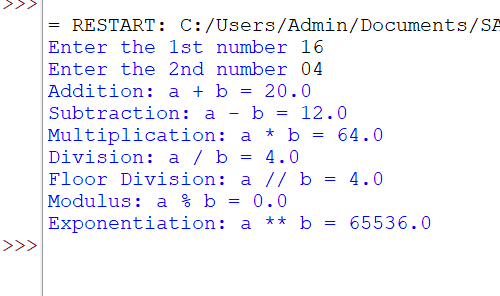 >>>
= RESTART: C:/Users/Admin/Documents/SA
Enter the 1st number 16
Enter the 2nd number 04
Addition: a + b = 20.0
Subtraction: a - b = 12.0
Multiplication: a * b = 64.0
Division: a / b = 4.0
Floor Division: a // b = 4.0
Modulus: a % b = 0.0
Exponentiation: a ** b = 65536.0
>>>